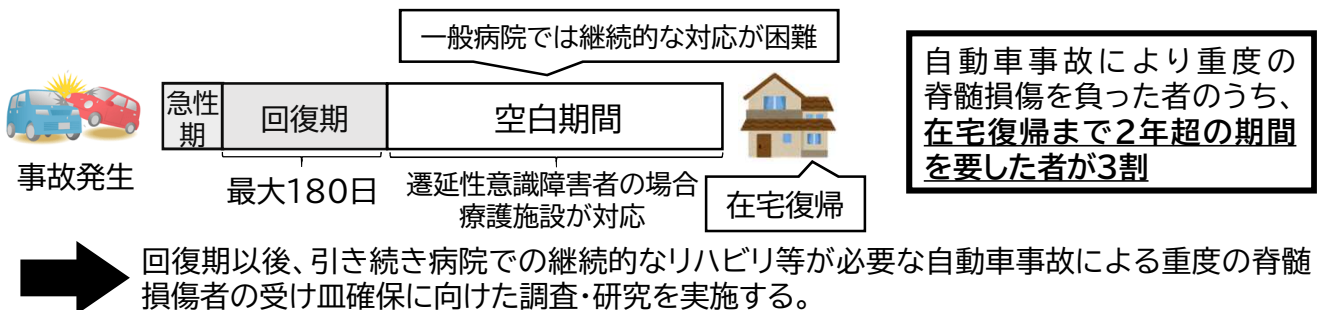 一般病院では継続的な対応が困難
急性
期
回復期
空白期間
事故発生
最大180日
遷延性意識障害者の場合
療護施設が対応
在宅復帰
自動車事故により重度の
脊髄損傷を負った者のうち、
在宅復帰まで2年超の期間
を要した者が3割
回復期以後、引き続き病院での継続的なリハビリ等が必要な自動車事故による重度の脊髄
損傷者の受け皿確保に向けた調査・研究を実施する。